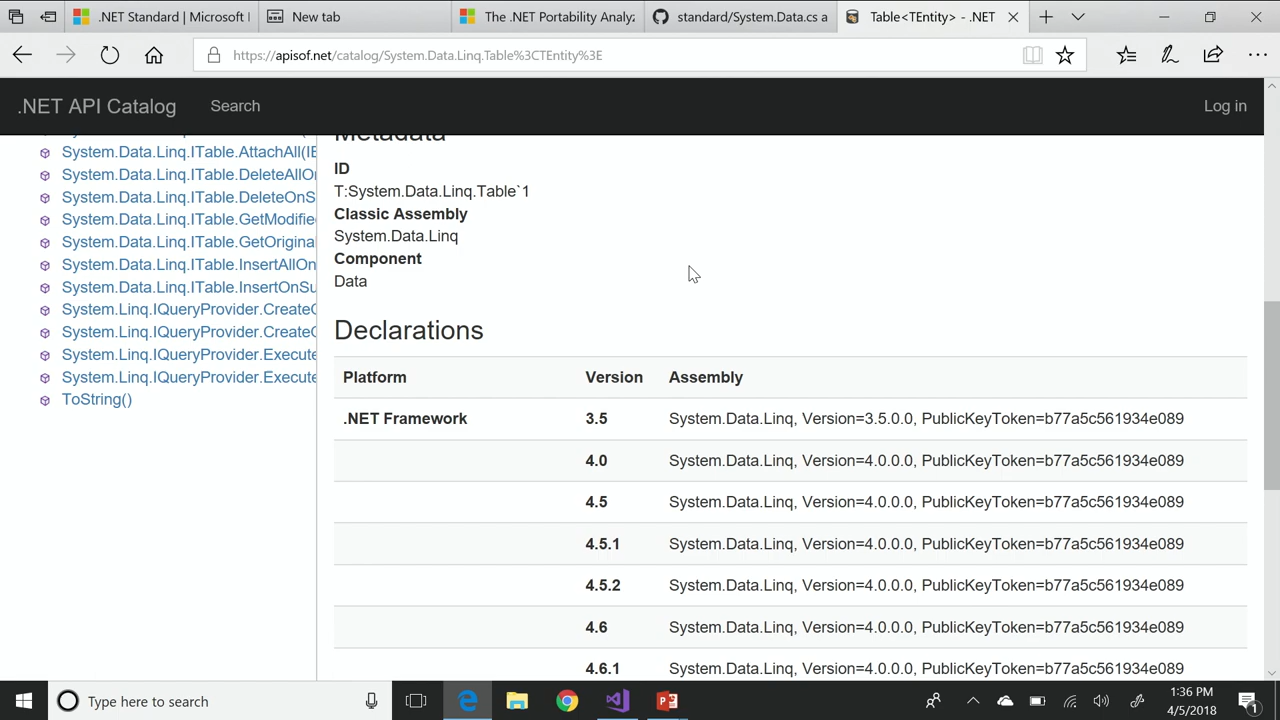 .NET Standard | Microsoft
New tab
The .NET Portability Analyz
standard/System.Data.cs a
Table<TEntity> - .NET
https://apisof.net/catalog/System.Data.Linq.Table%3CTEntity%3E
.NET API Catalog
Search
Log in
System.Data.Linq.ITable.AttachAll(IE
System.Data.Linq.ITable.DeleteAllOn
System.Data.Linq.ITable.DeleteOnS
System.Data.Linq.ITable.GetModifie
System.Data.Linq.ITable.GetOrigina
System.Data.Linq.ITable.InsertAllOn
System.Data.Linq.ITable.InsertOnSu
System.Linq.IQueryProvider.CreateQ
System.Linq.IQueryProvider.CreateQ
System.Linq.IQueryProvider.Execute
System.Linq.IQueryProvider.Execute
ToString()
Metadata
ID
T:System.Data.Linq.Table`1
Classic Assembly
System.Data.Linq
Component
Data
Declarations
Platform Version Assembly
.NET Framework 3.5 System.Data.Linq, Version=3.5.0.0, PublicKeyToken=b77a5c561934e089
4.0 System.Data.Linq, Version=4.0.0.0, PublicKeyToken=b77a5c561934e089
4.5 System.Data.Linq, Version=4.0.0.0, PublicKeyToken=b77a5c561934e089
4.5.1 System.Data.Linq, Version=4.0.0.0, PublicKeyToken=b77a5c561934e089
4.5.2 System.Data.Linq, Version=4.0.0.0, PublicKeyToken=b77a5c561934e089
4.6 System.Data.Linq, Version=4.0.0.0, PublicKeyToken=b77a5c561934e089
4.6.1 System.Data.Linq, Version=4.0.0.0, PublicKeyToken=b77a5c561934e089
Type here to search
1:36 PM
4/5/2018
1